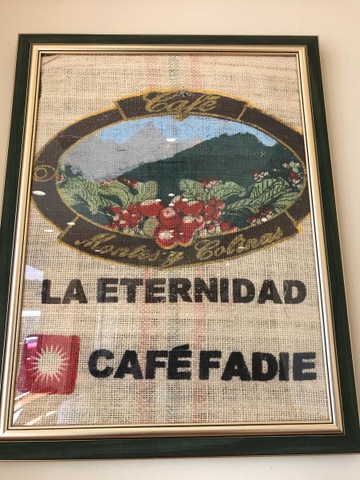 Café
Montes y Colinas
LA ETERNIDAD
CAFÉ FADIE